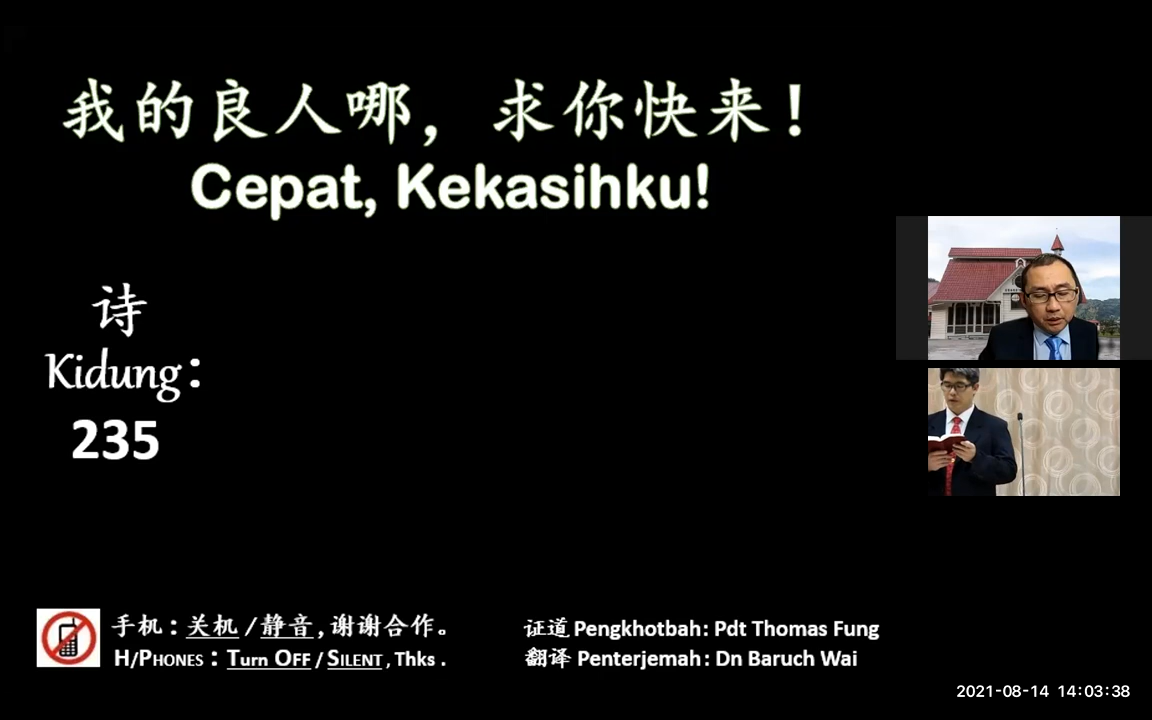 我的良人哪，求你快来！
Cepat, Kekasihku!
诗
Kidung：
235
手机：关机 / 静音，谢谢合作。
H/PHONES : Turn OFF / SILENT , Thks .
证道 Pengkhotbah: Pdt Thomas Fung
翻译 Penterjemah: Dn Baruch Wai
2021-08-14 14:03:38